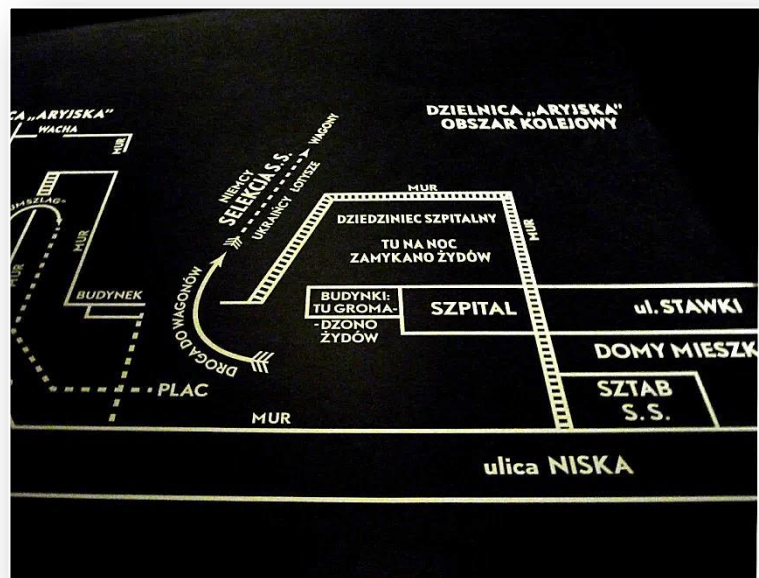 CA „ARYJSKA”
WACHA
MUR
UMSZLAG-
MUR
MUR
BUDYNEK
PLAC
DROGA DO WAGONÓW
NIEMCY
SELEKCJA S.S.
WAGONY
UKRAIŃCY ŁOTYSZE
DZIELNICA „ARYJSKA”
OBSZAR KOLEJOWY
MUR
MUR
DZIEDZINIEC SZPITALNY
TU NA NOC
ZAMYKANO ŻYDÓW
BUDYNKI:
TU GROMA-
-DZONO
ŻYDÓW
SZPITAL
ul. STAWKI
DOMY MIESZK
SZTAB
S.S.
MUR
ulica NISKA